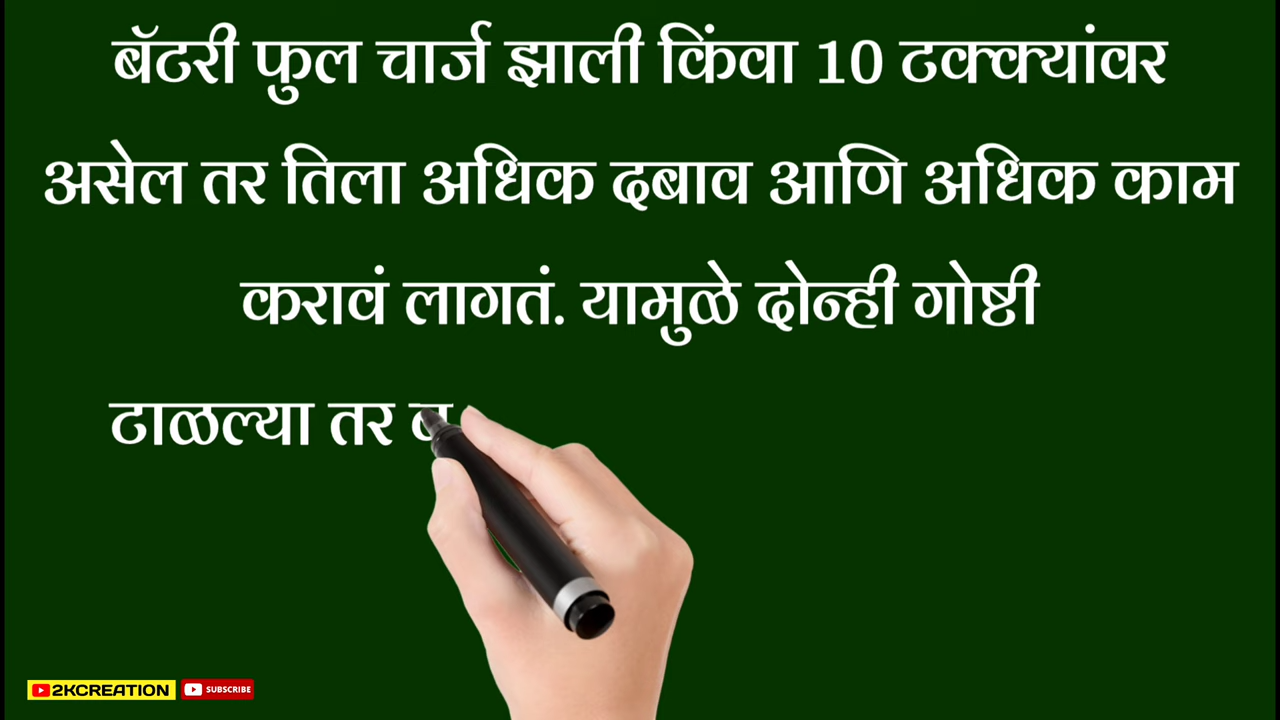 बॅटरी फुल चार्ज झाली किंवा 10 टक्क्यांवर
असेल तर तिला अधिक दबाव आणि अधिक काम
करावं लागतं. यामुळे दोन्ही गोष्टी
टाळल्या तर
2KCREATION SUBSCRIBE